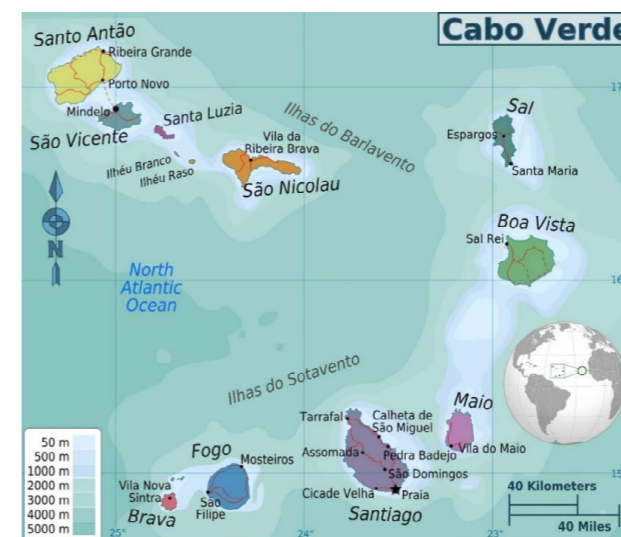 Cabo Verde
Santo Antão
Ribeira Grande
Porto Novo
Mindelo
São Vicente
Santa Luzia
Ilhéu Branco
Ilhéu Raso
Vila da
Ribeira Brava
São Nicolau
Ilhas do Barlavento
Sal
Espargos
Santa Maria
Boa Vista
Sal Rei
17
16
N
North
Atlantic
Ocean
Ilhas do Sotavento
Maio
Vila do Maio
Tarrafal
Calheta de
São Miguel
Assomada
Pedra Badejo
São Domingos
Cicade Velha
Praia
Santiago
Fogo
Mosteiros
São
Filipe
Vila Nova
Sintra
Brava
50 m
500 m
1000 m
2000 m
3000 m
4000 m
5000 m
15
40 Kilometers
40 Miles
25°
24°
23°